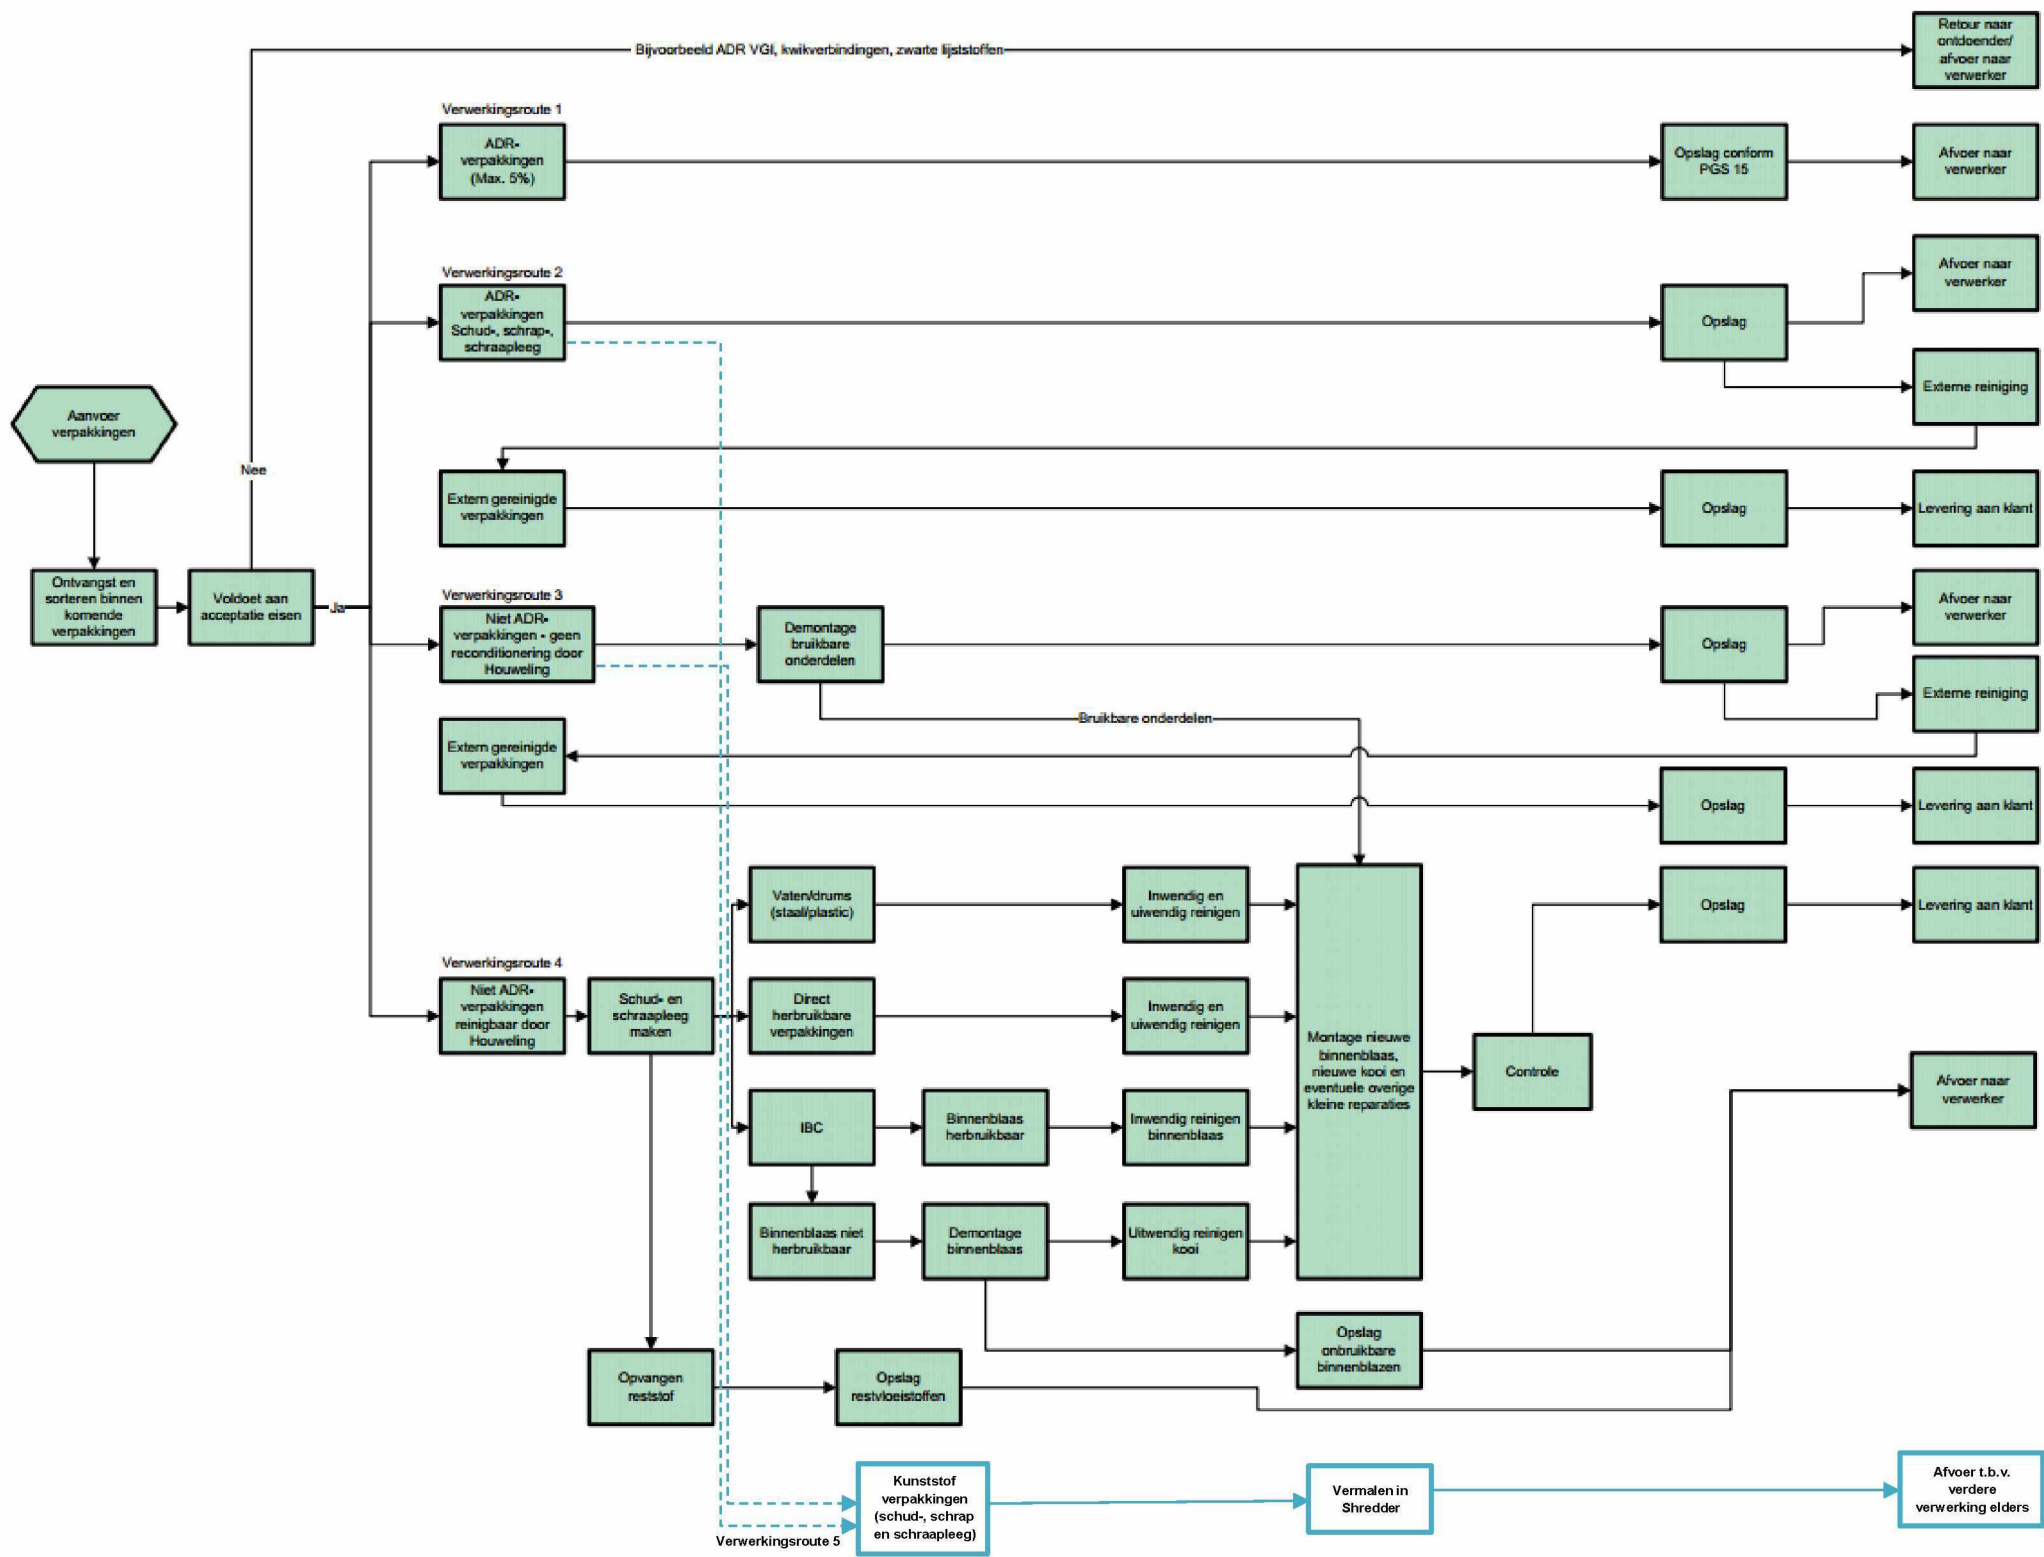 Bijvoorbeeld ADR VGI, kwikverbindingen, zwarte lijststoffen
Retour naar
ontdoender/
afvoer naar
verwerker
Verwerkingsroute 1
ADR-
verpakkingen
(Max. 5%)
Opslag conform
PGS 15
Afvoer naar
verwerker
Verwerkingsroute 2
ADR-
verpakkingen
Schud-, schrap-,
schraapleeg
Opslag
Afvoer naar
verwerker
Externe reiniging
Aanvoer
verpakkingen
Nee
Extern gereinigde
verpakkingen
Opslag
Levering aan klant
Ontvangst en
sorteren binnen
komende
verpakkingen
Voldoet aan
acceptatie eisen
Ja
Verwerkingsroute 3
Niet ADR-
verpakkingen - geen
reconditionering door
Houweling
Demontage
bruikbare
onderdelen
Opslag
Afvoer naar
verwerker
Externe reiniging
Bruikbare onderdelen
Extern gereinigde
verpakkingen
Opslag
Levering aan klant
Vaten/drums
(staal/plastic)
Inwendig en
uiwendig reinigen
Opslag
Levering aan klant
Verwerkingsroute 4
Niet ADR-
verpakkingen
reinigbaar door
Houweling
Schud- en
schraapleeg
maken
Direct
herbruikbare
verpakkingen
Inwendig en
uiwendig reinigen
Montage nieuwe
binnenblaas,
nieuwe kooi en
eventuele overige
kleine reparaties
Controle
Afvoer naar
verwerker
IBC
Binnenblaas
herbruikbaar
Inwendig reinigen
binnenblaas
Binnenblaas niet
herbruikbaar
Demontage
binnenblaas
Uitwendig reinigen
kooi
Opslag
onbruikbare
binnenblazen
Opvangen
reststof
Opslag
restvloeistoffen
Verwerkingsroute 5
Kunststof
verpakkingen
(schud-, schrap
en schraapleeg)
Vermalen in
Shredder
Afvoer t.b.v.
verdere
verwerking elders